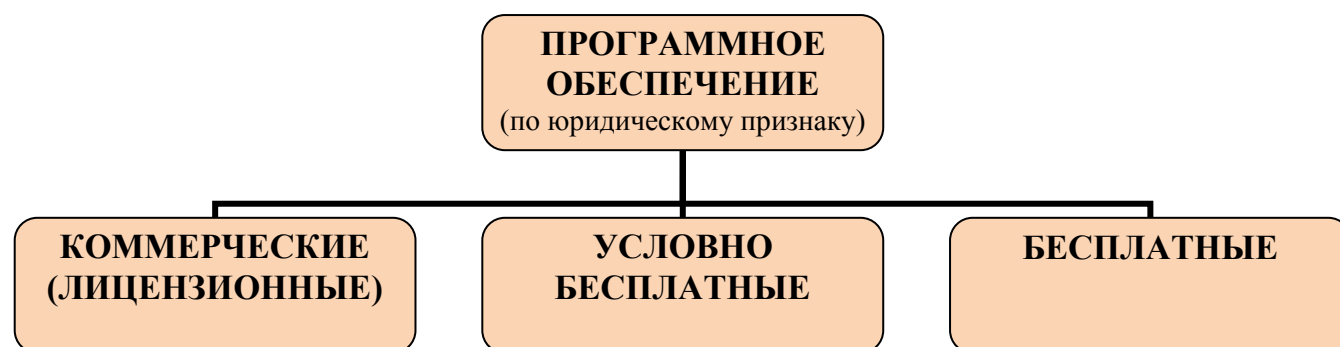 ПРОГРАММНОЕ
ОБЕСПЕЧЕНИЕ
(по юридическому признаку)
КОММЕРЧЕСКИЕ
(ЛИЦЕНЗИОННЫЕ)
УСЛОВНО
БЕСПЛАТНЫЕ
БЕСПЛАТНЫЕ